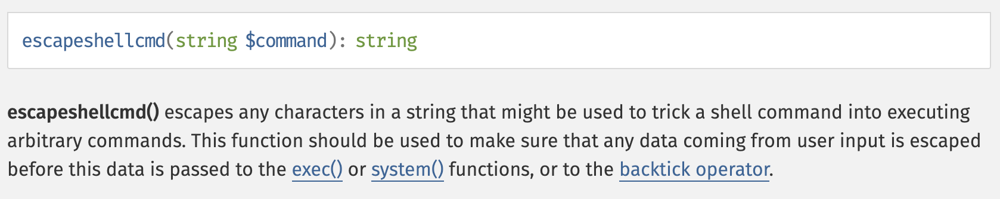 escapeshellcmd(string $command): string
escapeshellcmd() escapes any characters in a string that might be used to trick a shell command into executing
arbitrary commands. This function should be used to make sure that any data coming from user input is escaped
before this data is passed to the exec() or system() functions, or to the backtick operator.